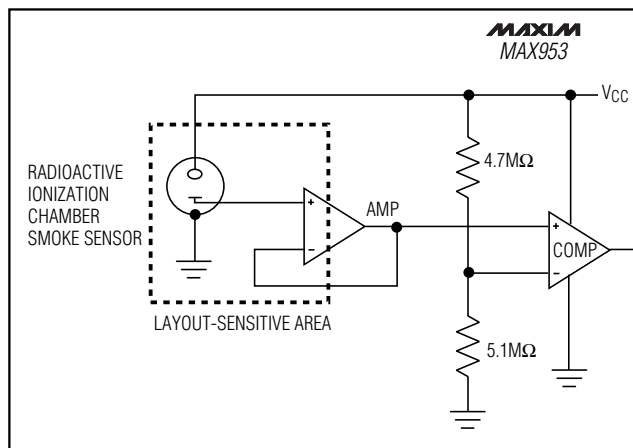 MAXIM
MAX953
VCC
4.7MΩ
RADIOACTIVE
IONIZATION
CHAMBER
SMOKE SENSOR
+
-
AMP
+
-
COMP
LAYOUT-SENSITIVE AREA
5.1MΩ